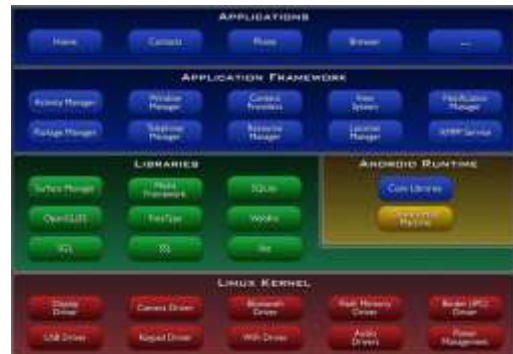 APPLICATIONS
Home
Contacts
Phone
Browser
...
APPLICATION FRAMEWORK
Activity Manager
Window
Manager
Content
Providers
View
System
Notification
Manager
Package Manager
Telephony
Manager
Resource
Manager
Location
Manager
XMPP Service
LIBRARIES
Surface Manager
Media
Framework
SQLite
OpenGL|ES
FreeType
WebKit
SGL
SSL
libc
ANDROID RUNTIME
Core Libraries
Machine
LINUX KERNEL
Display
Driver
Camera Driver
Bluetooth
Driver
Flash Memory
Driver
Binder (IPC)
Driver
USB Driver
Keypad Driver
WiFi Driver
Audio
Drivers
Power
Management